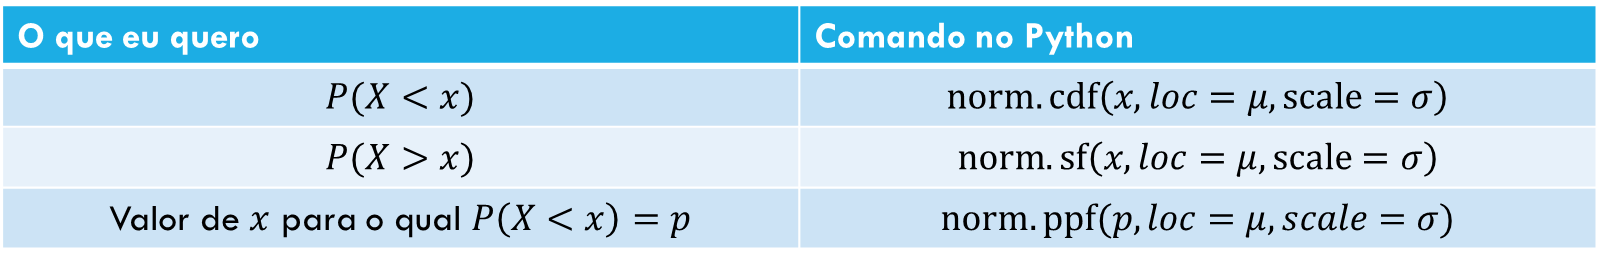 O que eu quero Comando no Python
P(X < x) norm. cdf(x, loc = μ, scale = σ)
P(X > x) norm. sf(x, loc = μ, scale = σ)
Valor de x para o qual P(X < x) = p norm. ppf(p, loc = μ, scale = σ)